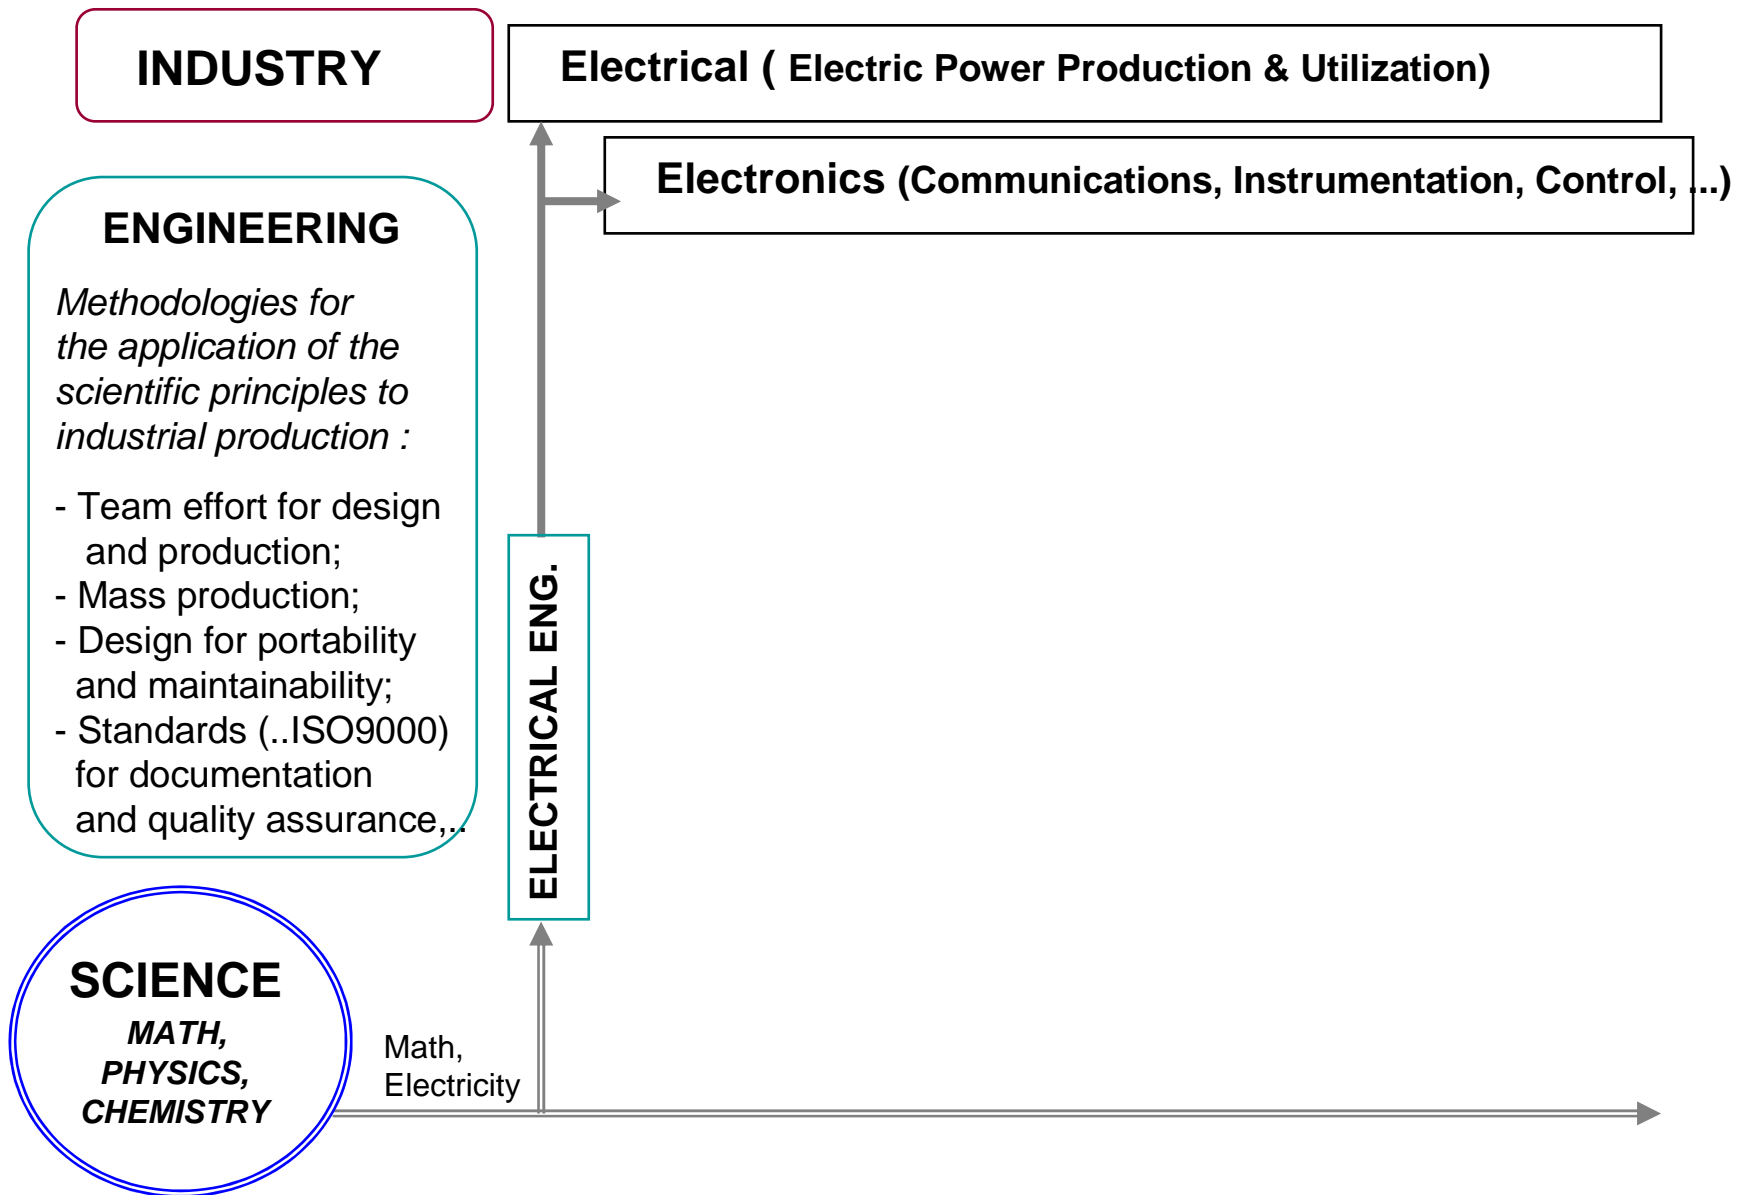 INDUSTRY
Electrical ( Electric Power Production & Utilization)
Electronics (Communications, Instrumentation, Control, ...)
ENGINEERING
Methodologies for
the application of the
scientific principles to
industrial production :
- Team effort for design
and production;
- Mass production;
- Design for portability
and maintainability;
- Standards (..ISO9000)
for documentation
and quality assurance,..
ELECTRICAL ENG.
SCIENCE
MATH,
PHYSICS,
CHEMISTRY
Math,
Electricity